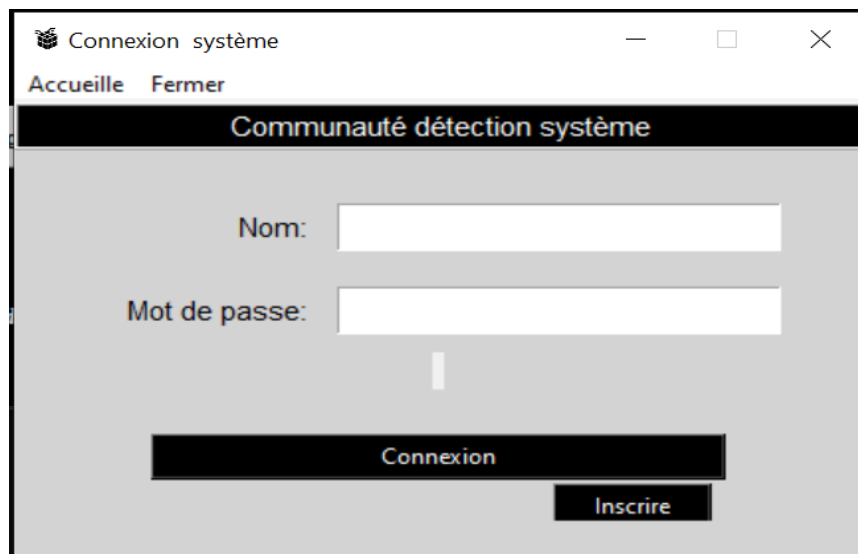 Connexion système
Accueille Fermer
Communauté détection système
Nom:
Mot de passe:
Connexion
Inscrire